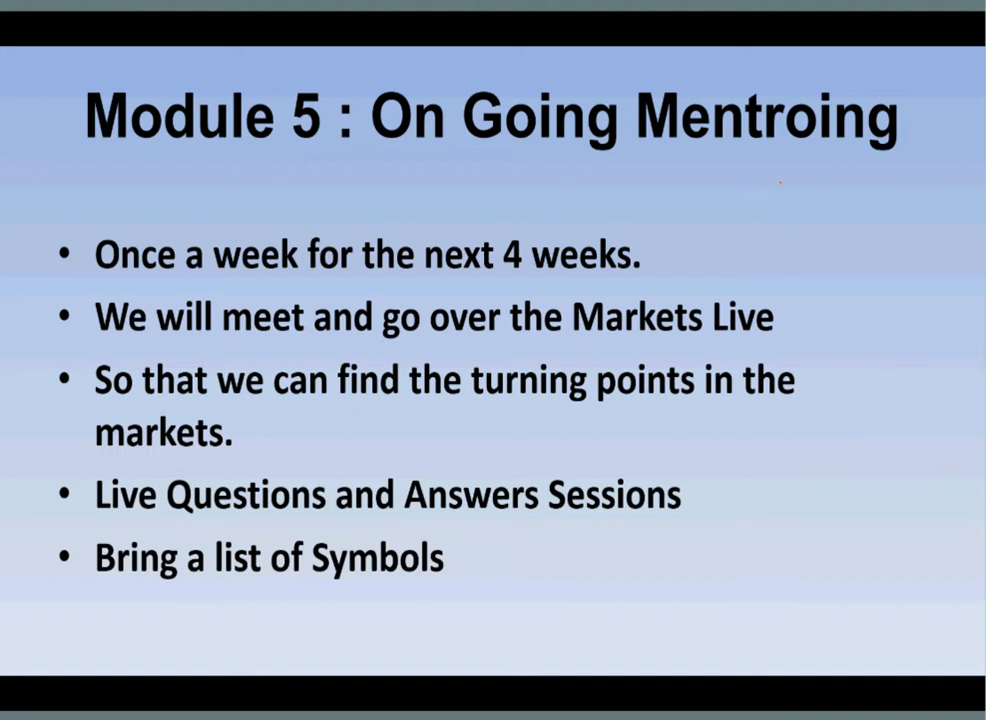 Module 5 : On Going Mentroing
• Once a week for the next 4 weeks.
• We will meet and go over the Markets Live
• So that we can find the turning points in the
markets.
• Live Questions and Answers Sessions
• Bring a list of Symbols